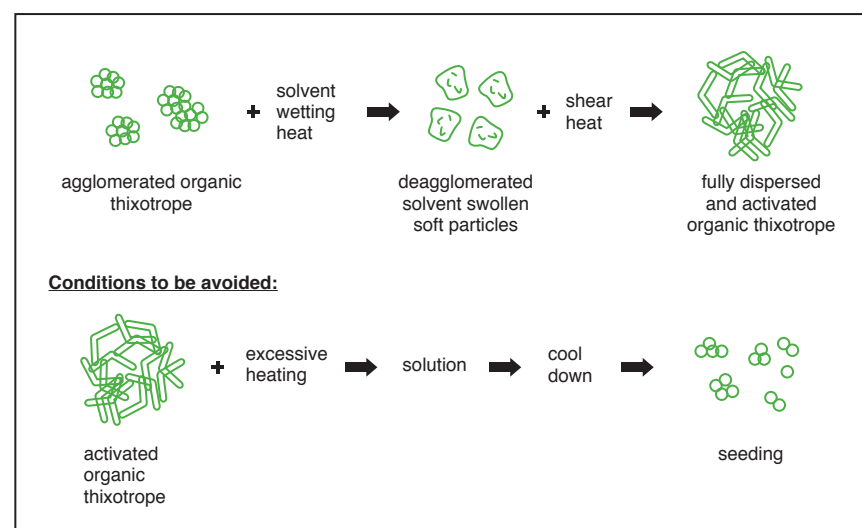 solvent
wetting
heat
shear
heat
agglomerated organic
thixotrope
deagglomerated
solvent swollen
soft particles
fully dispersed
and activated
organic thixotrope
Conditions to be avoided:
excessive
heating
solution
cool
down
activated
organic
thixotrope
seeding